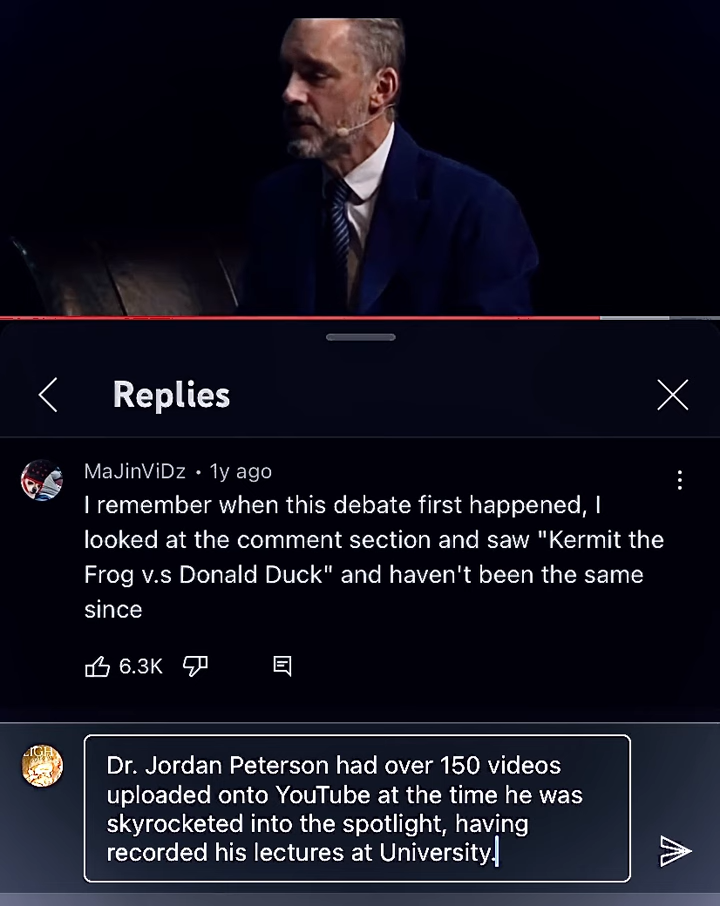 Replies
MaJinViDz • 1y ago
I remember when this debate first happened, I
looked at the comment section and saw "Kermit the
Frog v.s Donald Duck" and haven't been the same
since
6.3K
Dr. Jordan Peterson had over 150 videos
uploaded onto YouTube at the time he was
skyrocketed into the spotlight, having
recorded his lectures at University.